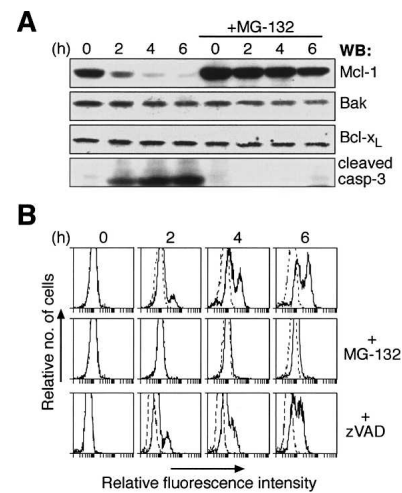 A
+MG-132
(h) 0 2 4 6 0 2 4 6 WB:
Mcl-1
Bak
Bcl-xL
cleaved
casp-3
B
(h) 0 2 4 6
Relative no. of cells
+
MG-132
+
zVAD
Relative fluorescence intensity